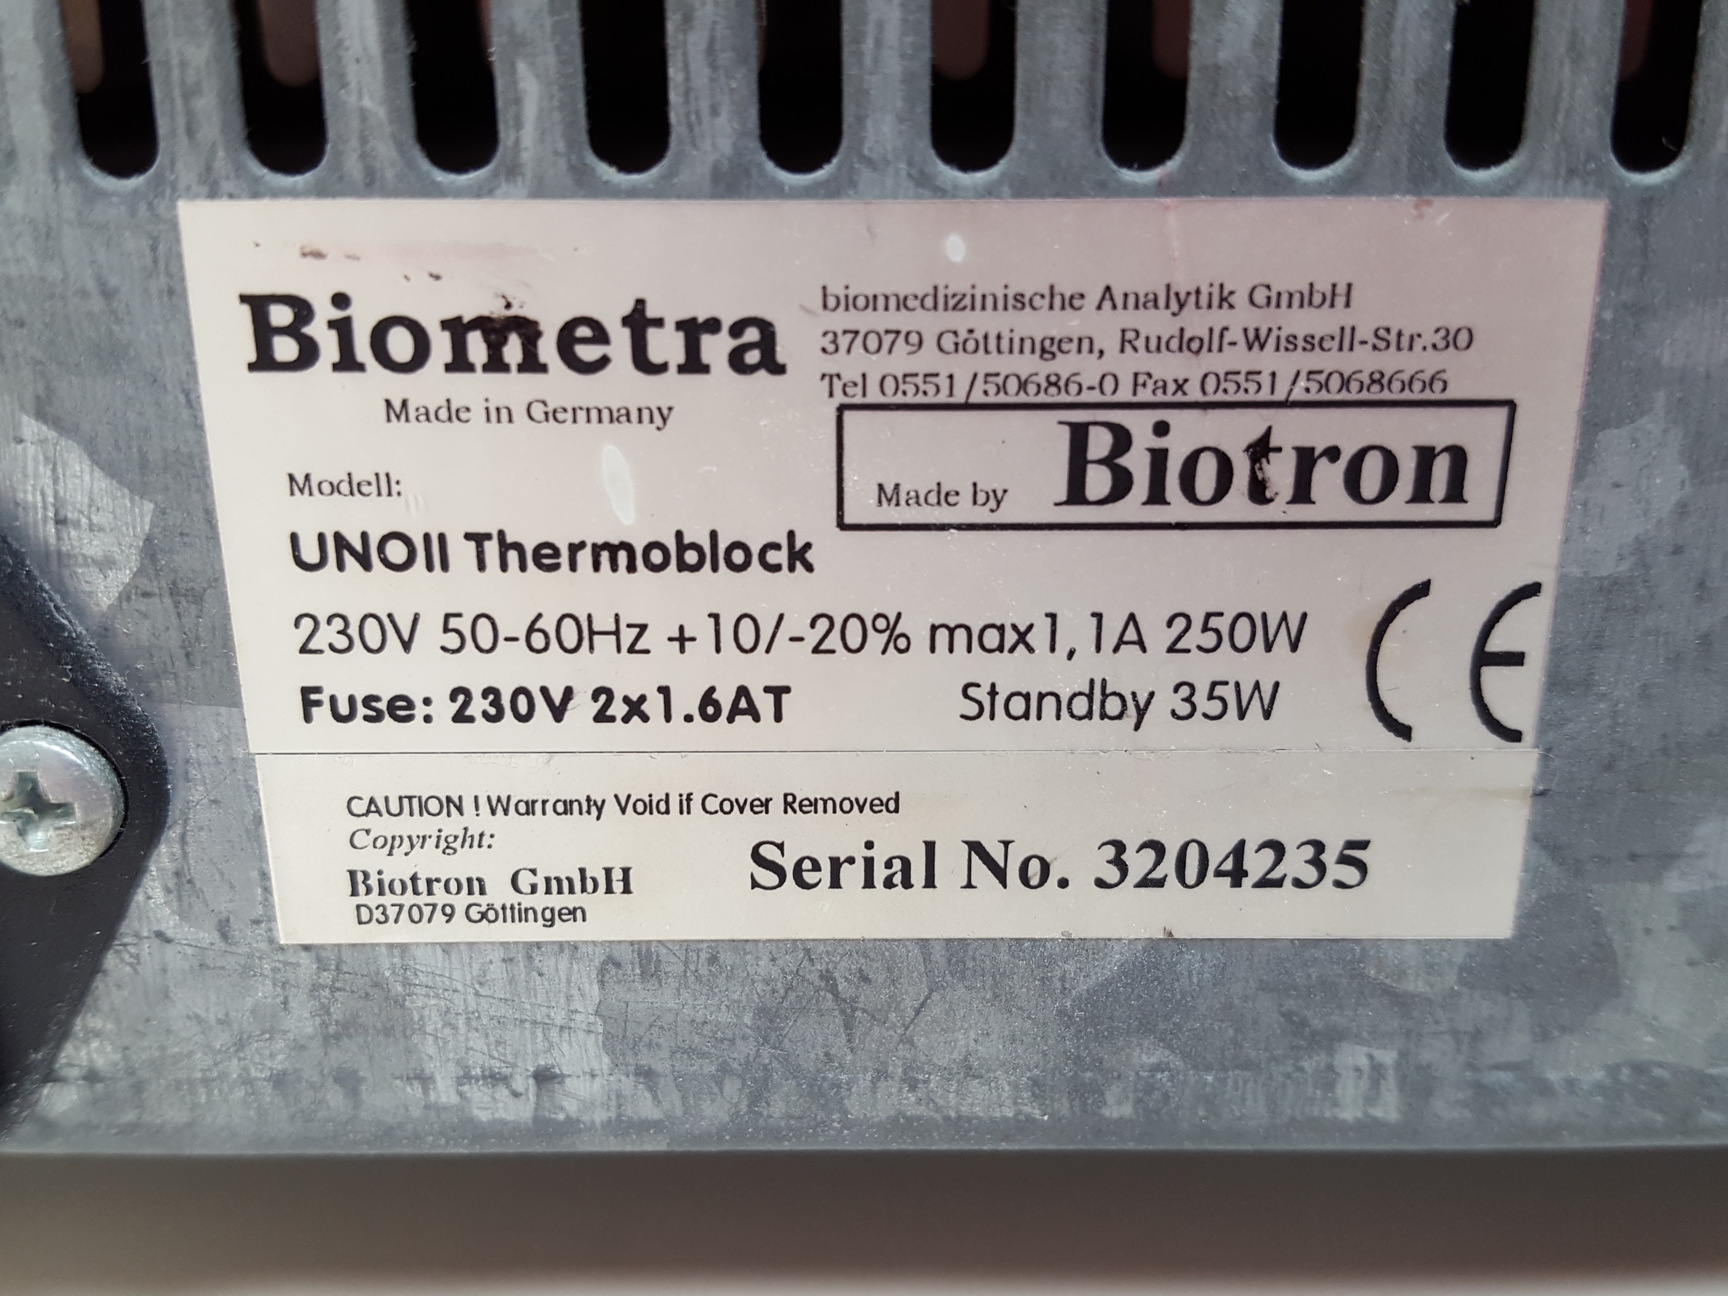 Biometra
Made in Germany
biomedizinische Analytik GmbH
37079 Göttingen, Rudolf-Wissell-Str.30
Tel 0551/50686-0 Fax 0551/5068666
Made by Biotron
Modell:
UNOII Thermoblock
230V 50-60Hz +10/-20% max1,1A 250W
Fuse: 230V 2x1.6AT Standby 35W
CE
CAUTION ! Warranty Void if Cover Removed
Copyright:
Biotron GmbH
D37079 Göttingen
Serial No. 3204235